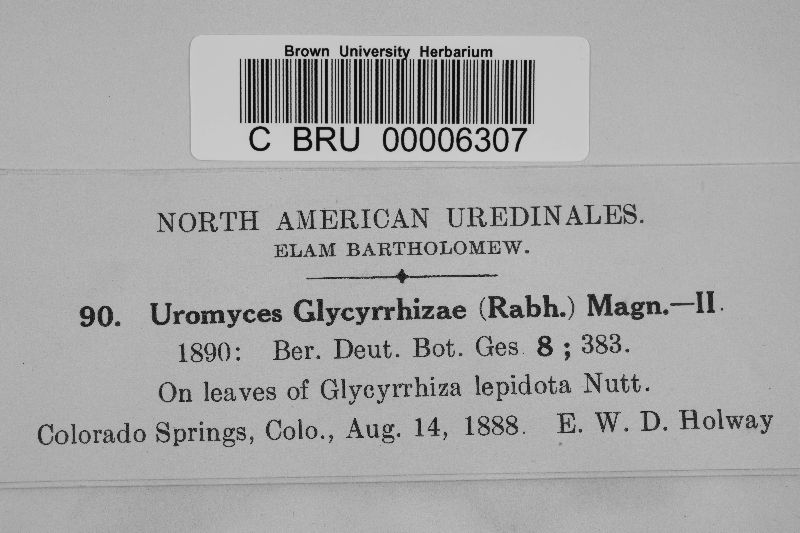 Brown University Herbarium
C BRU 00006307
NORTH AMERICAN UREDINALES.
ELAM BARTHOLOMEW.
90. Uromyces Glycyrrhizae (Rabh.) Magn.—II.
1890: Ber. Deut. Bot. Ges. 8 ; 383.
On leaves of Glycyrrhiza lepidota Nutt.
Colorado Springs, Colo., Aug. 14, 1888. E. W. D. Holway